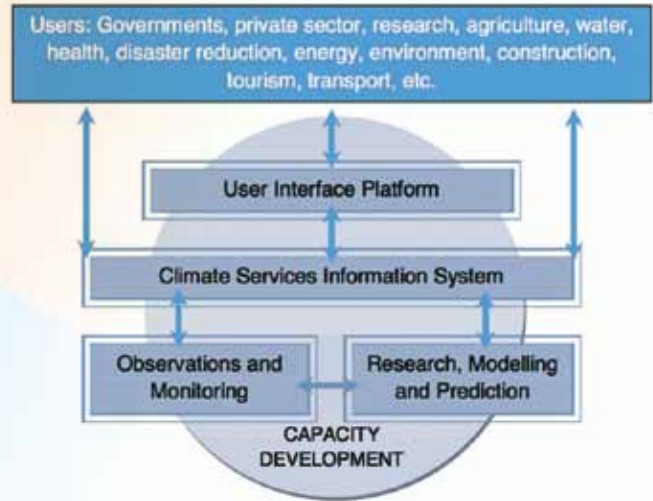 Users: Governments, private sector, research, agriculture, water,
health, disaster reduction, energy, environment, construction,
tourism, transport, etc.
User Interface Platform
Climate Services Information System
Observations and
Monitoring
Research, Modelling
and Prediction
CAPACITY
DEVELOPMENT